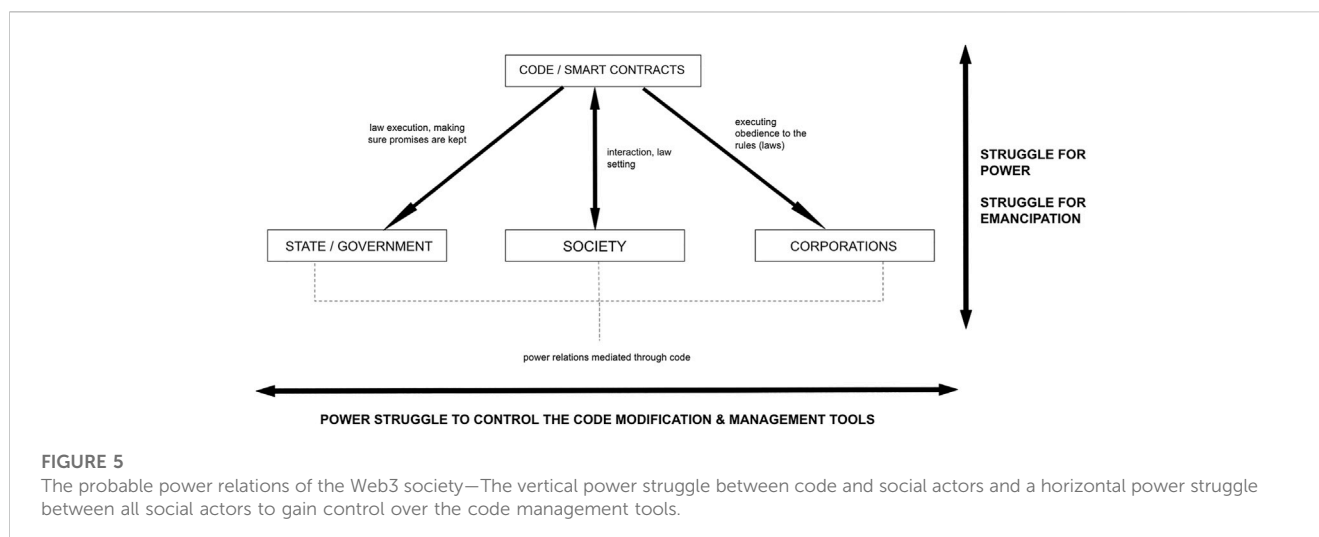 CODE / SMART CONTRACTS
law execution, making
sure promises are kept
interaction, law
setting
executing
obedience to the
rules (laws)
STRUGGLE FOR
POWER
STRUGGLE FOR
EMANCIPATION
STATE / GOVERNMENT
SOCIETY
CORPORATIONS
power relations mediated through code
POWER STRUGGLE TO CONTROL THE CODE MODIFICATION & MANAGEMENT TOOLS
FIGURE 5
The probable power relations of the Web3 society—The vertical power struggle between code and social actors and a horizontal power struggle
between all social actors to gain control over the code management tools.